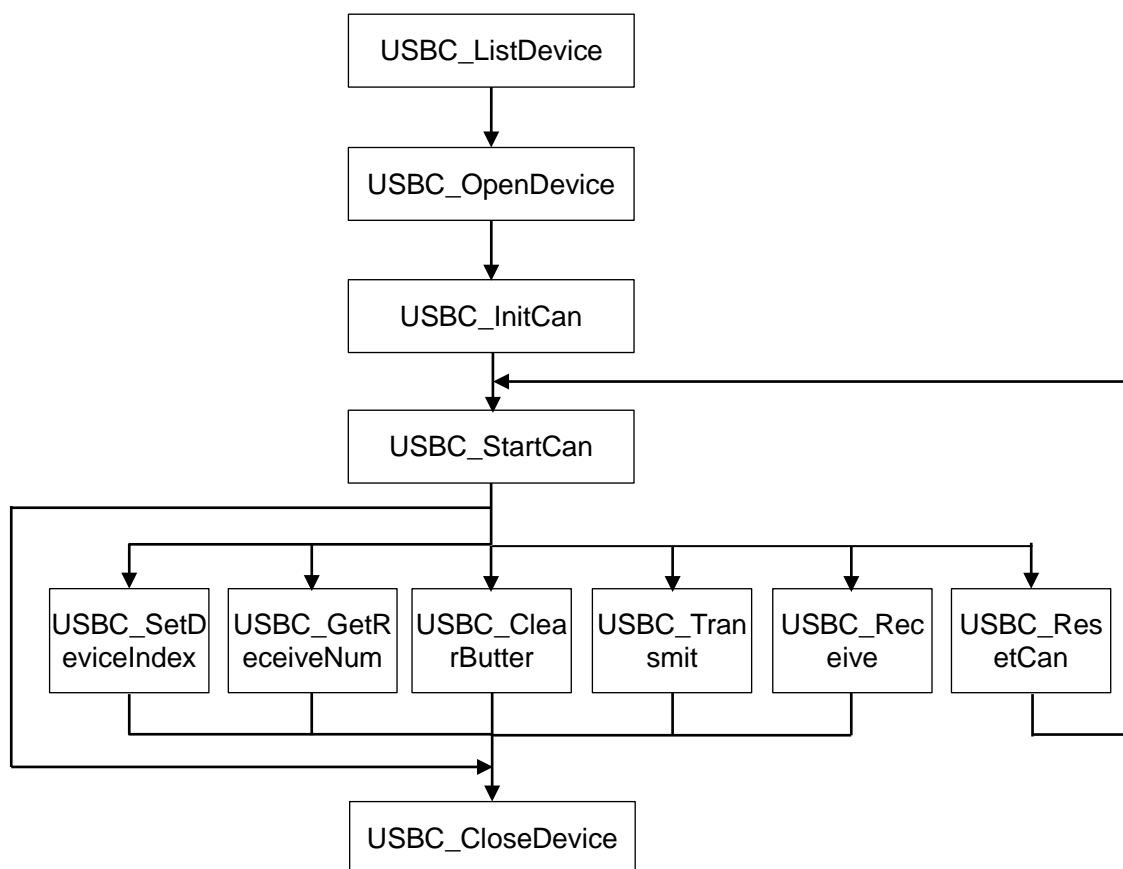 USBC_ListDevice
USBC_OpenDevice
USBC_InitCan
USBC_StartCan
USBC_SetD
eviceIndex
USBC_GetR
eceiveNum
USBC_Clea
rButter
USBC_Tran
smit
USBC_Rec
eive
USBC_Res
etCan
USBC_CloseDevice